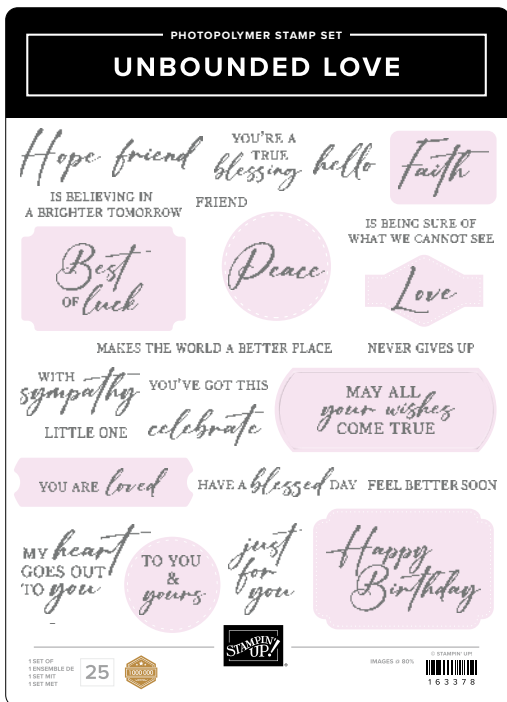 PHOTOPOLYMER STAMP SET
UNBOUNDED LOVE
Hope
IS BELIEVING IN
A BRIGHTER TOMORROW
friend
YOU'RE A
TRUE
blessing
FRIEND
hello
Faith
IS BEING SURE OF
WHAT WE CANNOT SEE
Best
OF luck
Peace
MAKES THE WORLD A BETTER PLACE
Love
NEVER GIVES UP
WITH
sympathy
YOU'VE GOT THIS
LITTLE ONE
celebrate
MAY ALL
your wishes
COME TRUE
YOU ARE loved
HAVE A blessed DAY
FEEL BETTER SOON
MY heart
GOES OUT
TO you
TO YOU
&
yours
just
for
you
Happy
Birthday
1 SET OF
1 ENSEMBLE DE
1 SET MIT
1 SET MET
25
1 000 000
STAMPIN'
UP!
IMAGES @ 80%
© STAMPIN' UP!
163378